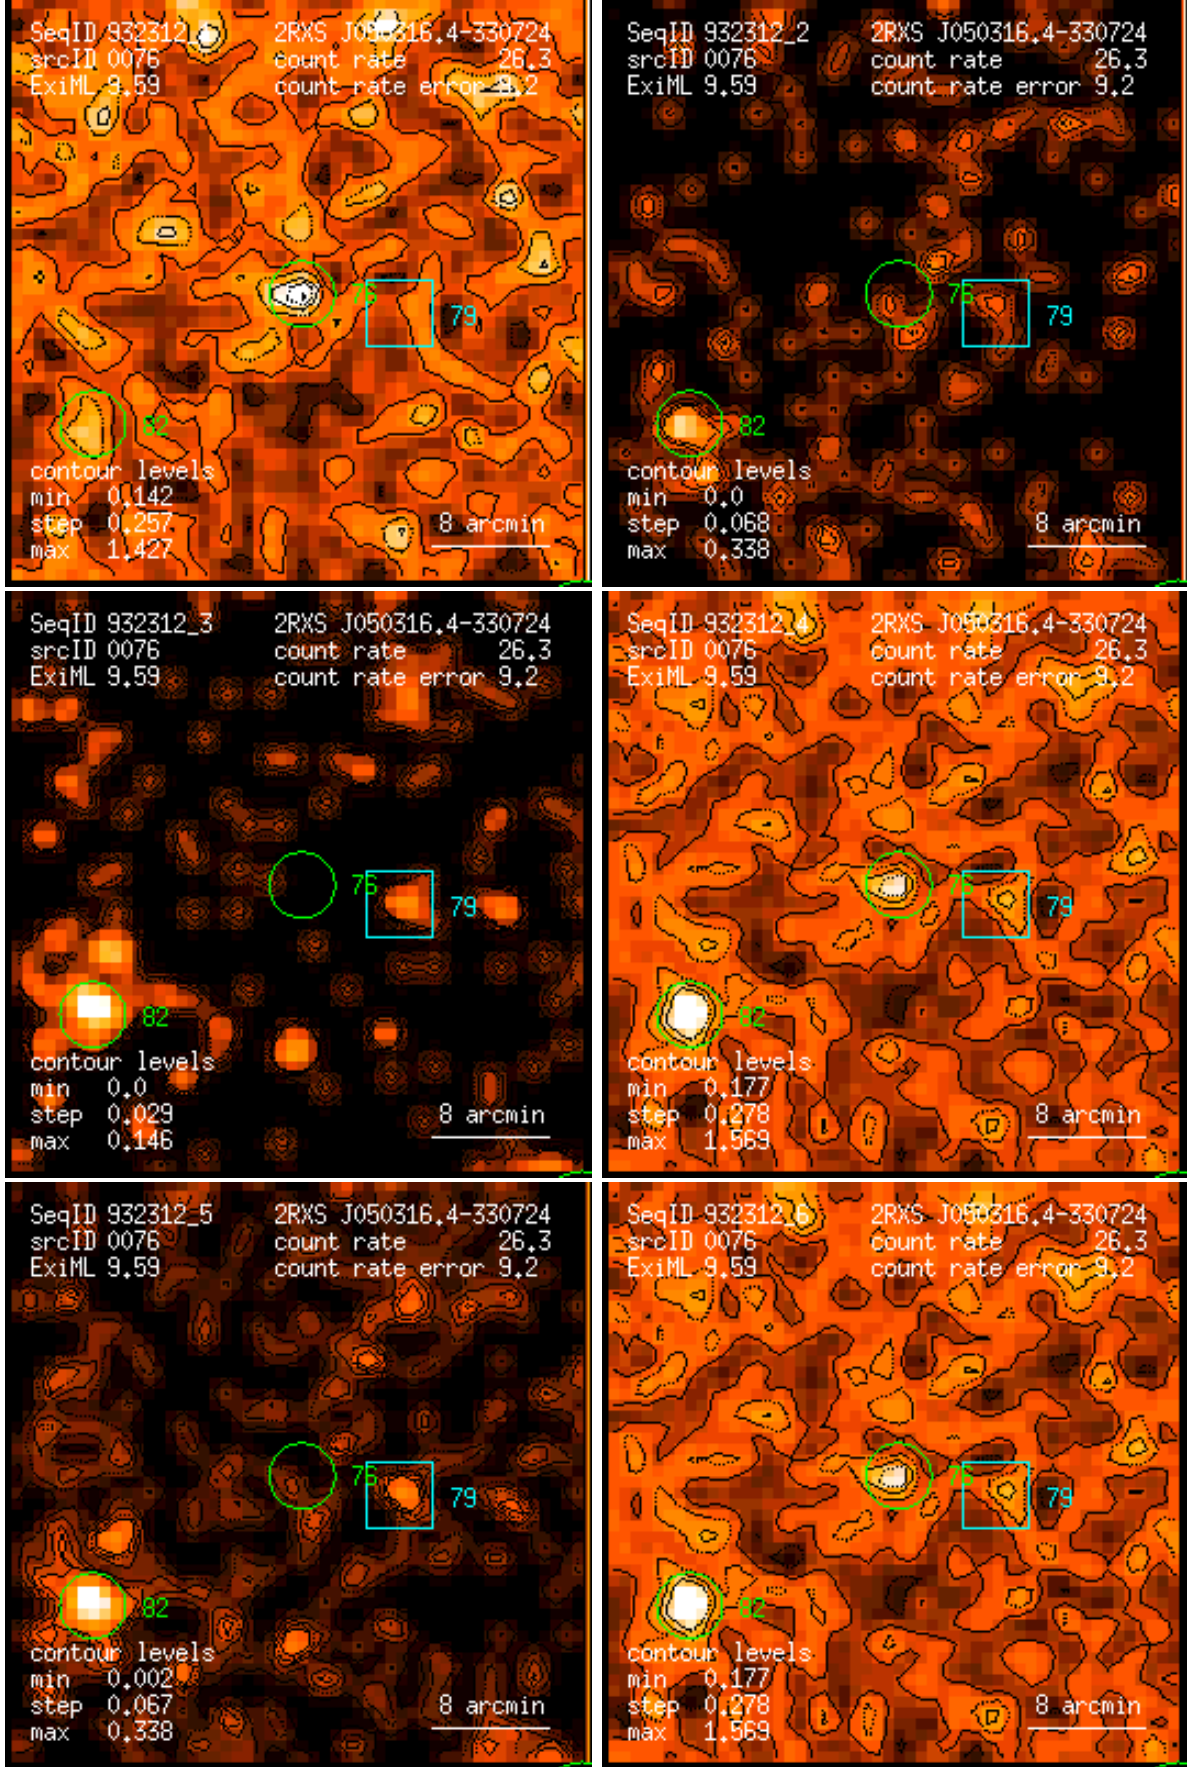 SeqID 932312_1 2RXS J050316.4-330724
srcID 0076 count rate 26.3
ExiML 9.59 count rate error 9.2
76
79
82
contour levels
min 0.142
step 0.257
max 1.427
8 arcmin
SeqID 932312_2 2RXS J050316.4-330724
srcID 0076 count rate 26.3
ExiML 9.59 count rate error 9.2
76
79
82
contour levels
min 0.0
step 0.068
max 0.338
8 arcmin
SeqID 932312_3 2RXS J050316.4-330724
srcID 0076 count rate 26.3
ExiML 9.59 count rate error 9.2
76
79
82
contour levels
min 0.0
step 0.029
max 0.146
8 arcmin
SeqID 932312_4 2RXS J050316.4-330724
srcID 0076 count rate 26.3
ExiML 9.59 count rate error 9.2
76
79
82
contour levels
min 0.177
step 0.278
max 1.569
8 arcmin
SeqID 932312_5 2RXS J050316.4-330724
srcID 0076 count rate 26.3
ExiML 9.59 count rate error 9.2
76
79
82
contour levels
min 0.002
step 0.067
max 0.338
8 arcmin
SeqID 932312_6 2RXS J050316.4-330724
srcID 0076 count rate 26.3
ExiML 9.59 count rate error 9.2
76
79
82
contour levels
min 0.177
step 0.278
max 1.569
8 arcmin